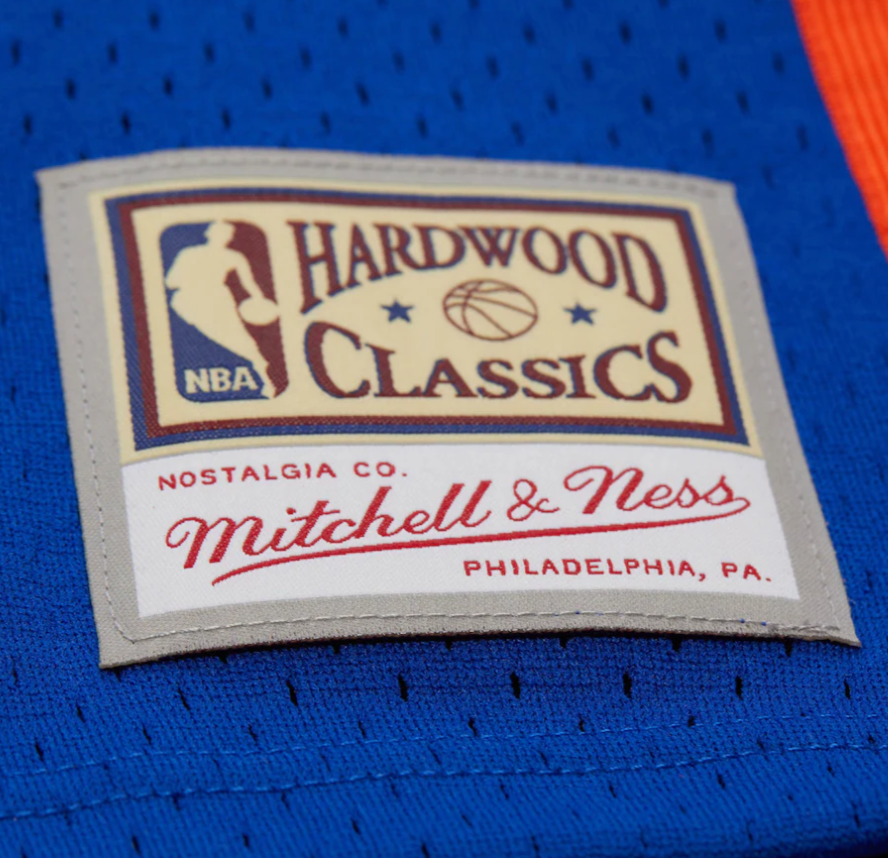 HARDWOOD
CLASSICS
NBA
NOSTALGIA CO.
Mitchell & Ness
PHILADELPHIA, PA.